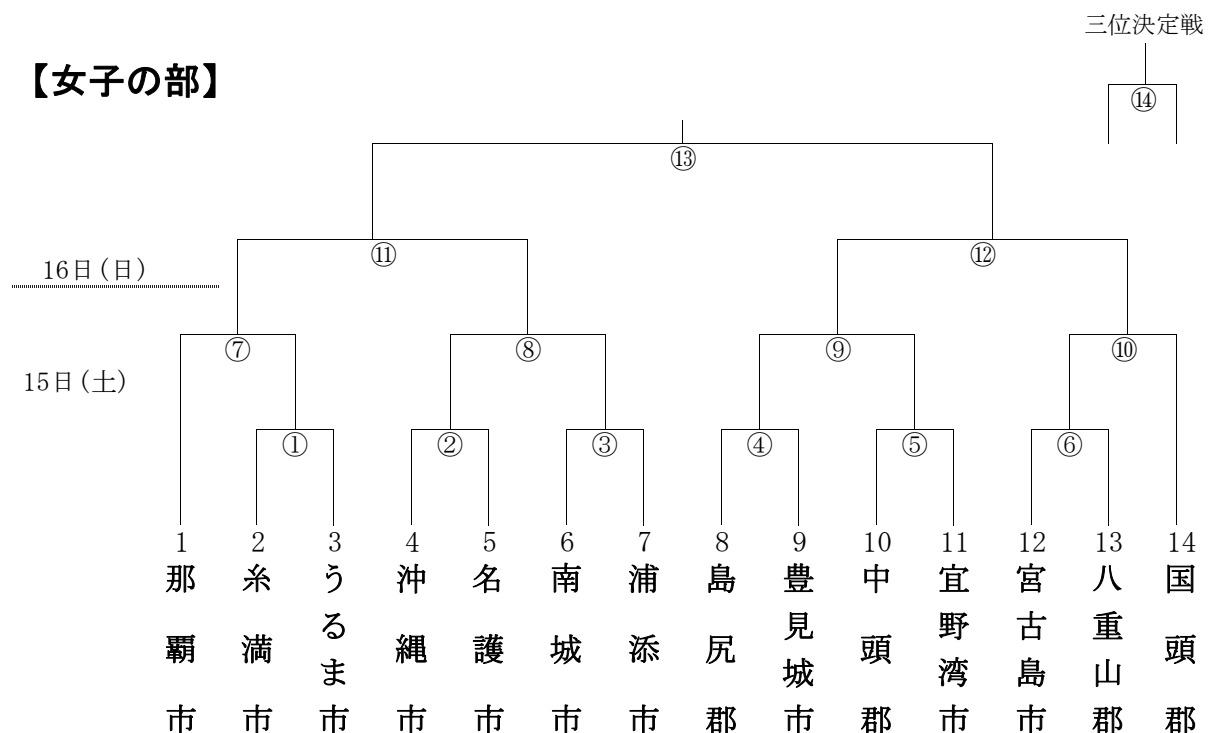 三位決定戦
【女子の部】
⑭
⑬
⑪ ⑫
16日(日)
⑦ ⑧ ⑨ ⑩
15日(土)
① ② ③ ④ ⑤ ⑥
1 2 3 4 5 6 7 8 9 10 11 12 13 14
那覇市
糸満市
うるま市
沖縄市
名護市
南城市
浦添市
島尻郡
豊見城市
中頭郡
宜野湾市
宮古島市
八重山郡
国頭郡